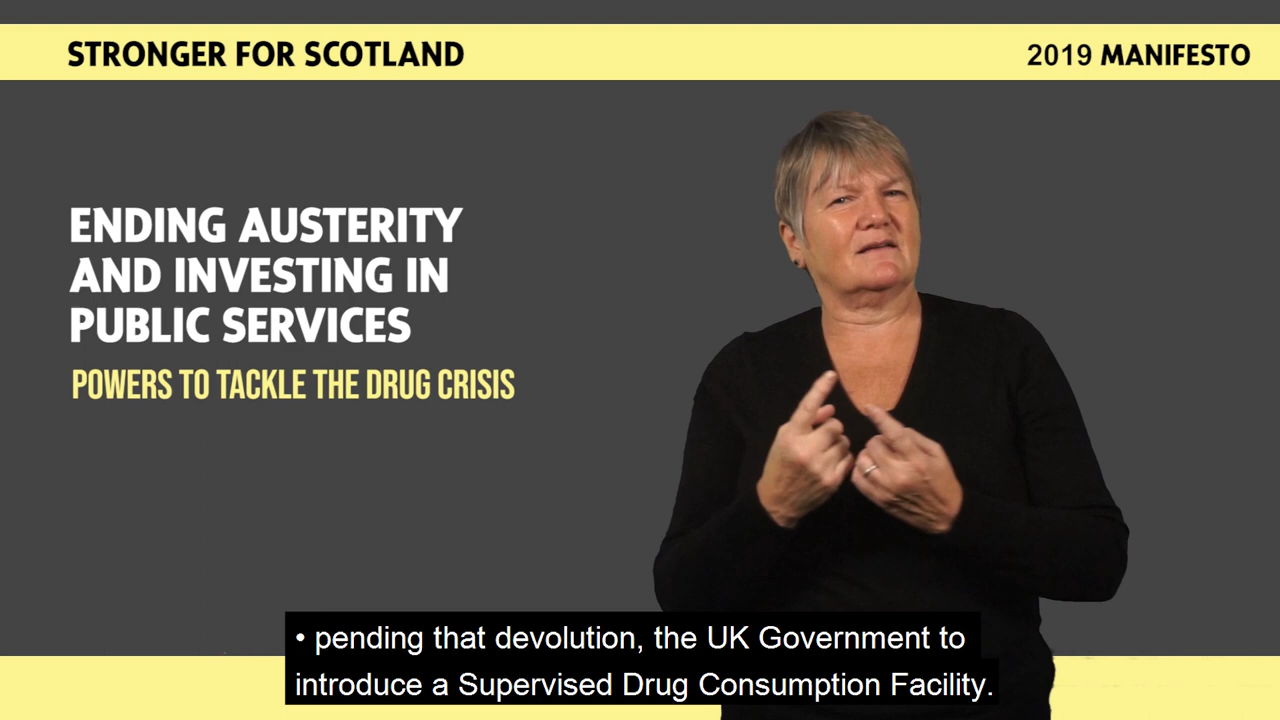 STRONGER FOR SCOTLAND
2019 MANIFESTO
ENDING AUSTERITY
AND INVESTING IN
PUBLIC SERVICES
POWERS TO TACKLE THE DRUG CRISIS
• pending that devolution, the UK Government to
introduce a Supervised Drug Consumption Facility.